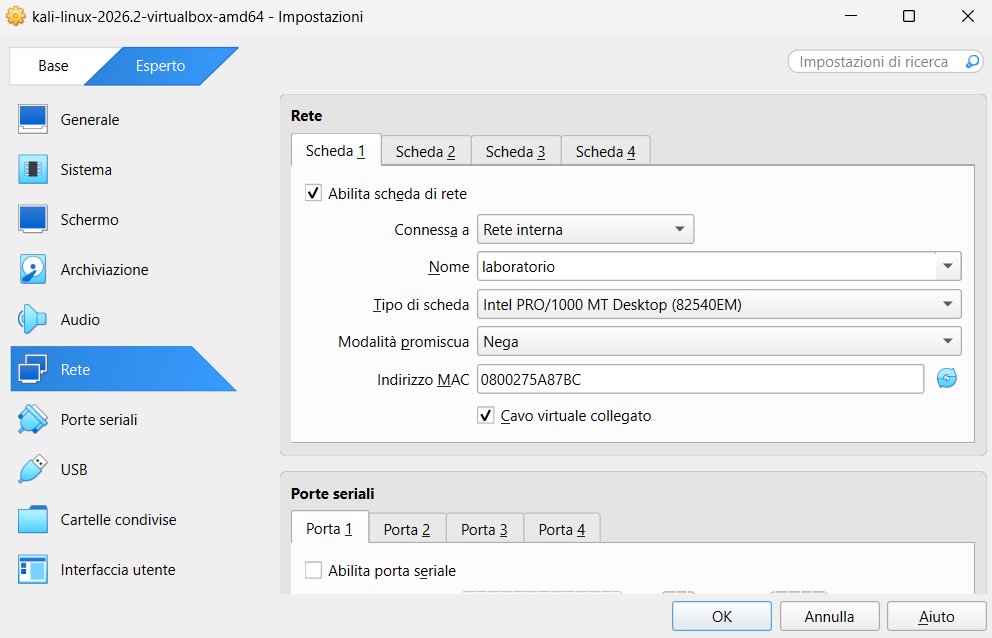 kali-linux-2026.2-virtualbox-amd64 - Impostazioni
Base Esperto Impostazioni di ricerca
Generale
Sistema
Schermo
Archiviazione
Audio
Rete
Porte seriali
USB
Cartelle condivise
Interfaccia utente
Rete
Scheda 1 Scheda 2 Scheda 3 Scheda 4
Abilita scheda di rete
Connessa a Rete interna
Nome laboratorio
Tipo di scheda Intel PRO/1000 MT Desktop (82540EM)
Modalità promiscua Nega
Indirizzo MAC 0800275A87BC
Cavo virtuale collegato
Porte seriali
Porta 1 Porta 2 Porta 3 Porta 4
Abilita porta seriale
OK Annulla Aiuto